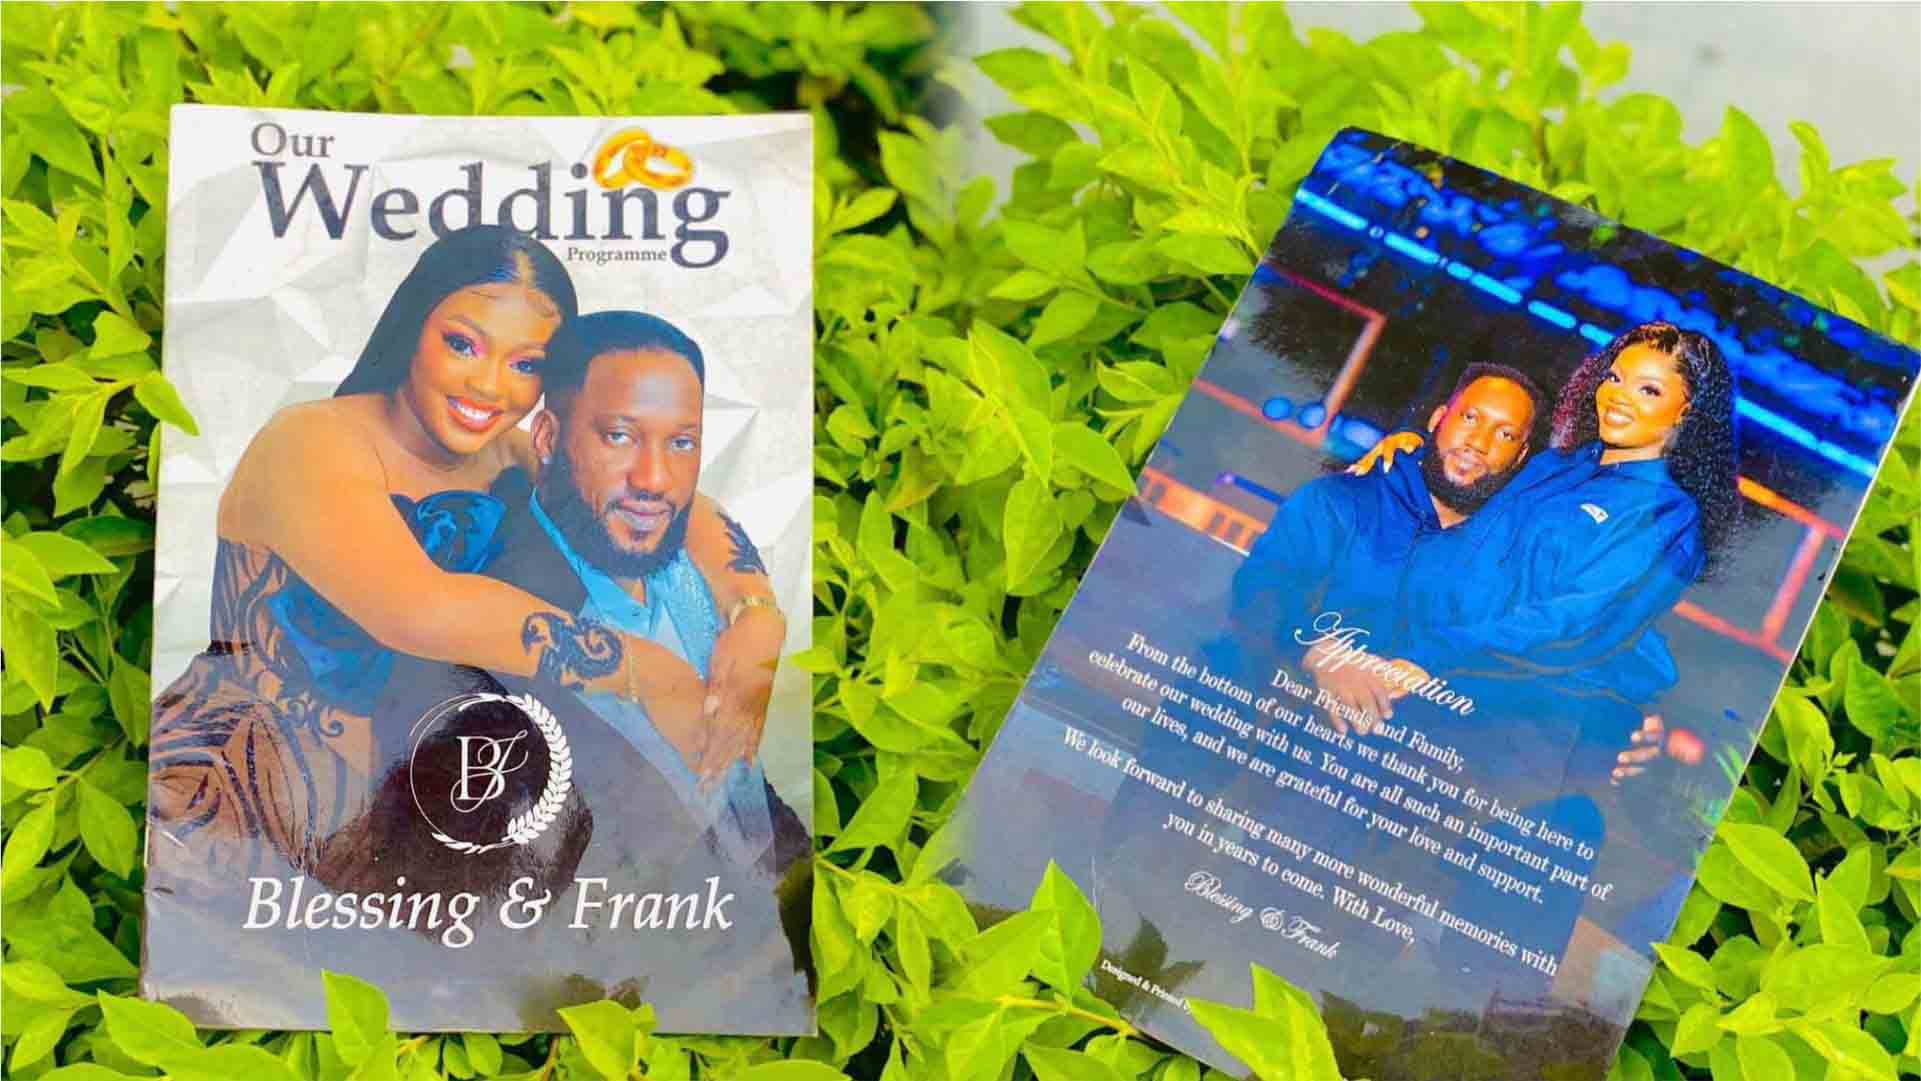 Our
Wedding
Programme
BF
Blessing & Frank
Appreciation
Dear Friends and Family,
From the bottom of our hearts we thank you for being here to
celebrate our wedding with us. You are all such an important part of
our lives, and we are grateful for your love and support.
We look forward to sharing many more wonderful memories with
you in years to come. With Love,
Blessing & Frank
Designed & Printed by